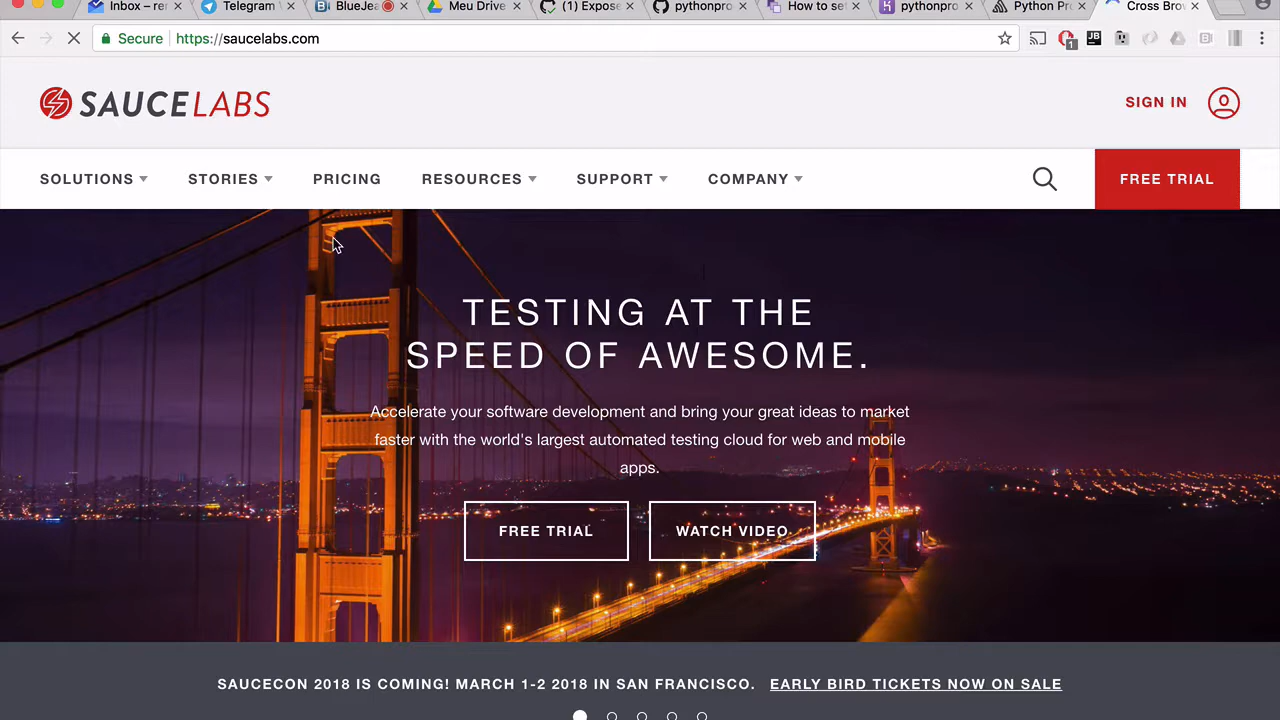 Inbox – re
Telegram
BlueJea
Meu Drive
(1) Expose
pythonpro
How to set
pythonpro
Python Pro
Cross Brow
Secure
https://saucelabs.com
1
JB
SAUCELABS
SIGN IN
SOLUTIONS
STORIES
PRICING
RESOURCES
SUPPORT
COMPANY
FREE TRIAL
TESTING AT THE
SPEED OF AWESOME.
Accelerate your software development and bring your great ideas to market
faster with the world's largest automated testing cloud for web and mobile
apps.
FREE TRIAL
WATCH VIDEO
SAUCECON 2018 IS COMING! MARCH 1-2 2018 IN SAN FRANCISCO. EARLY BIRD TICKETS NOW ON SALE